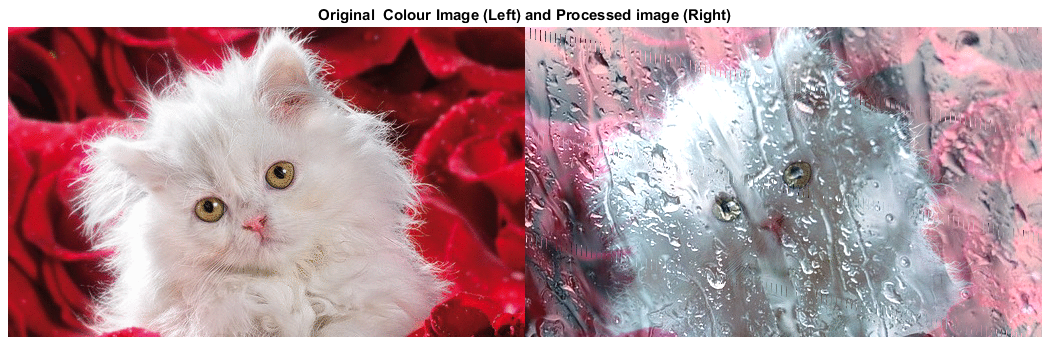 Original  Colour Image (Left) and Processed image (Right)